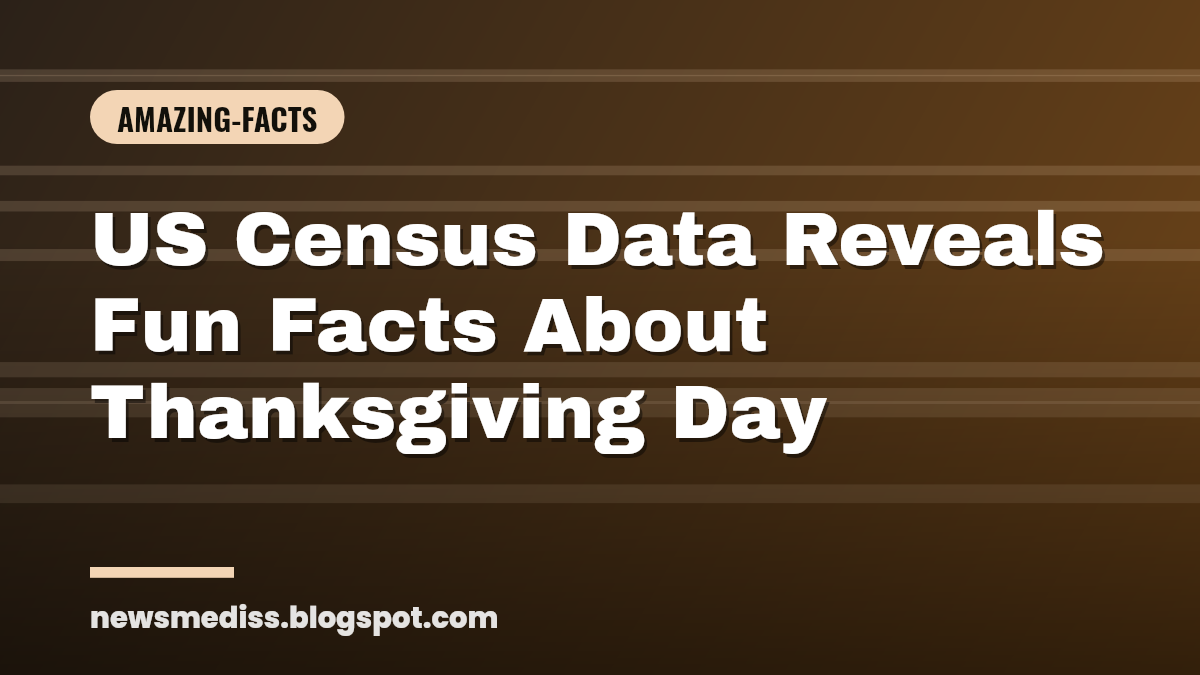 AMAZING-FACTS
US Census Data Reveals
Fun Facts About
Thanksgiving Day
newsmediss.blogspot.com